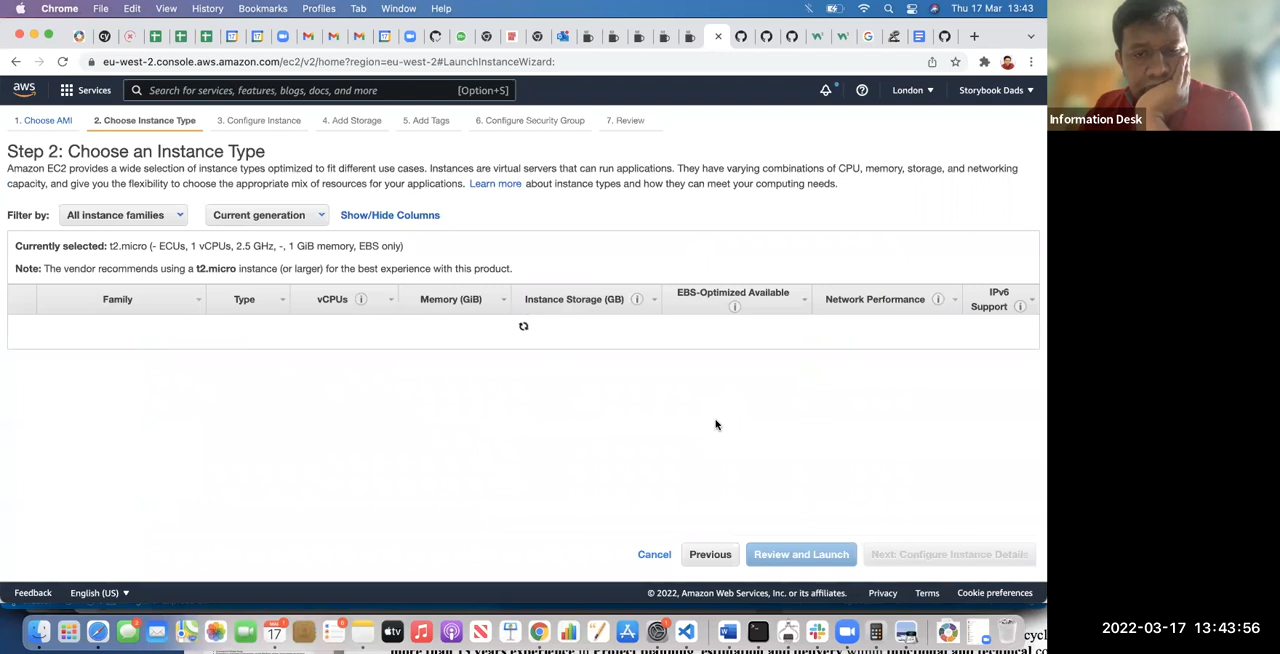 Chrome File Edit View History Bookmarks Profiles Tab Window Help Thu 17 Mar 13:43
eu-west-2.console.aws.amazon.com/ec2/v2/home?region=eu-west-2#LaunchInstanceWizard:
aws Services Search for services, features, blogs, docs, and more [Option+S] London ▼ Storybook Dads ▼
1. Choose AMI 2. Choose Instance Type 3. Configure Instance 4. Add Storage 5. Add Tags 6. Configure Security Group 7. Review
Information Desk
Step 2: Choose an Instance Type
Amazon EC2 provides a wide selection of instance types optimized to fit different use cases. Instances are virtual servers that can run applications. They have varying combinations of CPU, memory, storage, and networking
capacity, and give you the flexibility to choose the appropriate mix of resources for your applications. Learn more about instance types and how they can meet your computing needs.
Filter by: All instance families Current generation Show/Hide Columns
Currently selected: t2.micro (- ECUs, 1 vCPUs, 2.5 GHz, -, 1 GiB memory, EBS only)
Note: The vendor recommends using a t2.micro instance (or larger) for the best experience with this product.
Family Type vCPUs Memory (GiB) Instance Storage (GB) EBS-Optimized Available Network Performance IPv6 Support
Cancel Previous Review and Launch Next: Configure Instance Details
Feedback English (US) ▼ © 2022, Amazon Web Services, Inc. or its affiliates. Privacy Terms Cookie preferences
2022-03-17 13:43:56